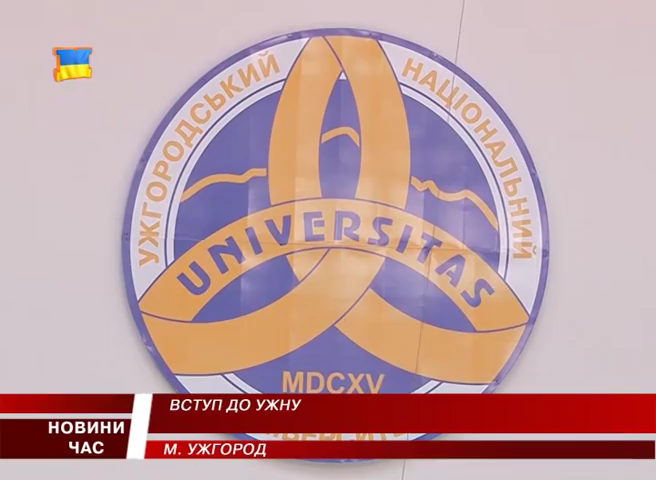 УЖГОРОДСЬКИЙ НАЦІОНАЛЬНИЙ
UNIVERSITAS
MDCXV
ВСТУП ДО УЖНУ
НОВИНИ
ЧАС
М. УЖГОРОД